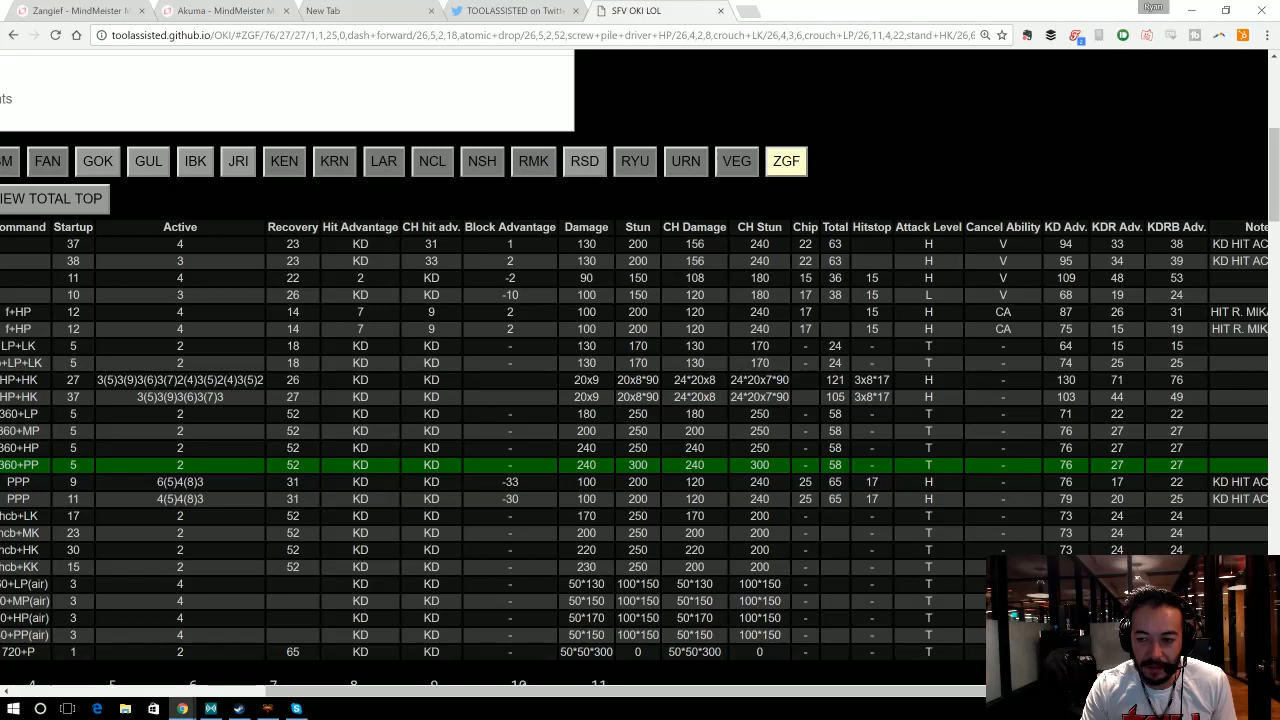 Zangief - MindMeister M
Akuma - MindMeister M
New Tab
TOOLASSISTED on Twitt
SFV OKI LOL
Ryan
toolassisted.github.io/OKI/#ZGF/76/27/27/1,1,25,0,dash+forward/26,5,2,18,atomic+drop/26,5,2,52,screw+pile+driver+HP/26,4,2,8,crouch+LK/26,4,3,6,crouch+LP/26,11,4,22,stand+HK/26,6
nts
SM FAN GOK GUL IBK JRI KEN KRN LAR NCL NSH RMK RSD RYU URN VEG ZGF
IEW TOTAL TOP
ommand Startup Active Recovery Hit Advantage CH hit adv. Block Advantage Damage Stun CH Damage CH Stun Chip Total Hitstop Attack Level Cancel Ability KD Adv. KDR Adv. KDRB Adv. Note
37 4 23 KD 31 1 130 200 156 240 22 63 H V 94 33 38 KD HIT AC
38 3 23 KD 33 2 130 200 156 240 22 63 H V 95 34 39 KD HIT AC
11 4 22 2 KD -2 90 150 108 180 15 36 15 H V 109 48 53
10 3 26 KD KD -10 100 150 120 180 17 38 15 L V 68 19 24
f+HP 12 4 14 7 9 2 100 200 120 240 17 15 H CA 87 26 31 HIT R. MIKA
f+HP 12 4 14 7 9 2 100 200 120 240 17 15 H CA 75 15 19 HIT R. MIKA
LP+LK 5 2 18 KD KD - 130 170 130 170 - 24 - T - 64 15 15
+LP+LK 5 2 18 KD KD - 130 170 130 170 - 24 - T - 74 25 25
HP+HK 27 3(5)3(9)3(6)3(7)2(4)3(5)2(4)3(5)2 26 KD KD 20x9 20x8*90 24*20x8 24*20x7*90 121 3x8*17 H - 130 71 76
HP+HK 37 3(5)3(9)3(6)3(7)3 27 KD KD 20x9 20x8*90 24*20x8 24*20x7*90 105 3x8*17 H - 103 44 49
360+LP 5 2 52 KD KD - 180 250 180 250 - 58 - T - 71 22 22
360+MP 5 2 52 KD KD - 200 250 200 250 - 58 - T - 76 27 27
360+HP 5 2 52 KD KD - 240 250 240 250 - 58 - T - 76 27 27
360+PP 5 2 52 KD KD - 240 300 240 300 - 58 - T - 76 27 27
PPP 9 6(5)4(8)3 31 KD KD -33 100 200 120 240 25 65 17 H - 76 17 22 KD HIT AC
PPP 11 4(5)4(8)3 31 KD KD -30 100 200 120 240 25 65 17 H - 79 20 25 KD HIT AC
hcb+LK 17 2 52 KD KD - 170 200 170 200 - - T - 73 24 24
hcb+MK 23 2 52 KD KD - 200 250 200 250 - - T - 73 24 24
hcb+HK 30 2 52 KD KD - 220 250 220 250 - - T - 73 24 24
hcb+KK 15 2 52 KD KD - 230 250 230 200 - - T - 73 24 24
0+LP(air) 3 4 KD KD - 50*130 100*150 50*130 100*150 - - T
0+MP(air) 3 4 KD KD - 50*150 100*150 50*150 100*150 - - T
0+HP(air) 3 4 KD KD - 50*170 100*150 50*170 100*150 - - T
0+PP(air) 3 4 KD KD - 50*150 100*150 50*150 100*150 - - T
720+P 1 2 65 KD KD - 50*50*300 0 50*50*300 0 - - T
4 5 6 7 8 9 10 11